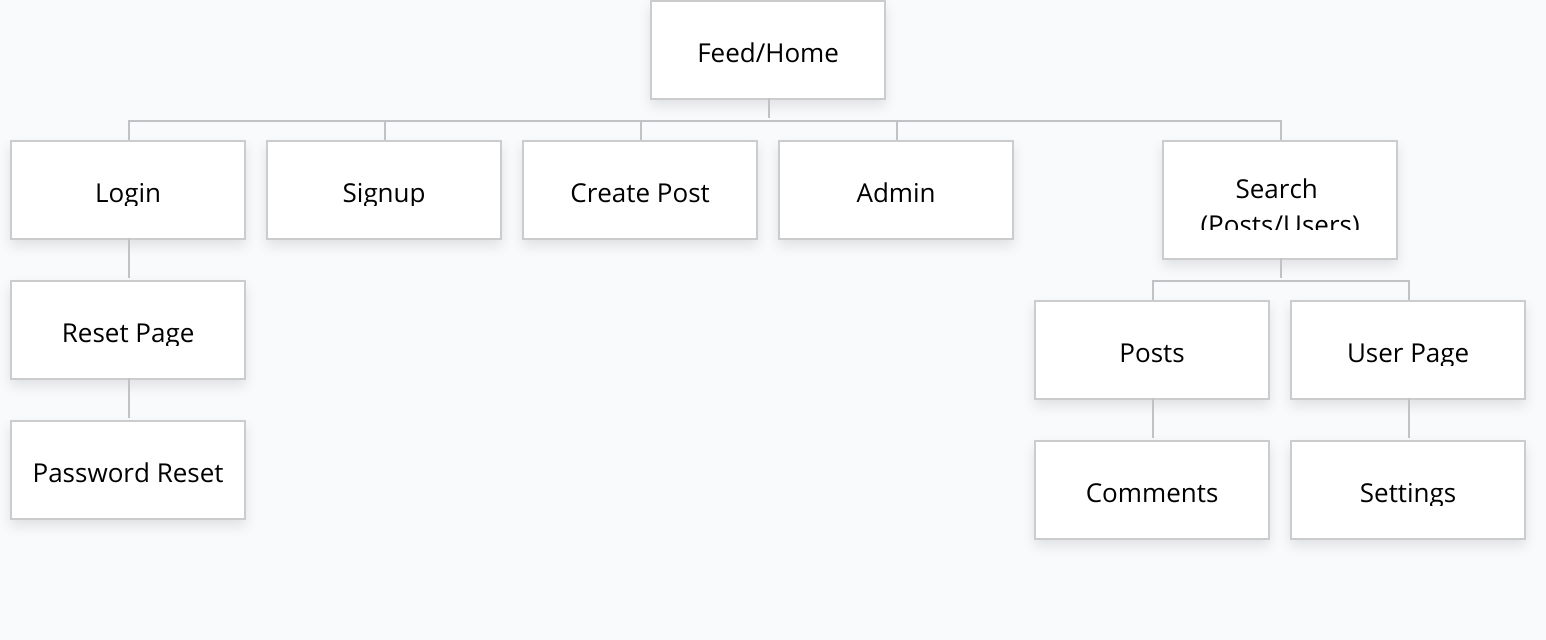 Feed/Home
Login
Signup
Create Post
Admin
Search
(Posts/Users)
Reset Page
Posts
User Page
Password Reset
Comments
Settings